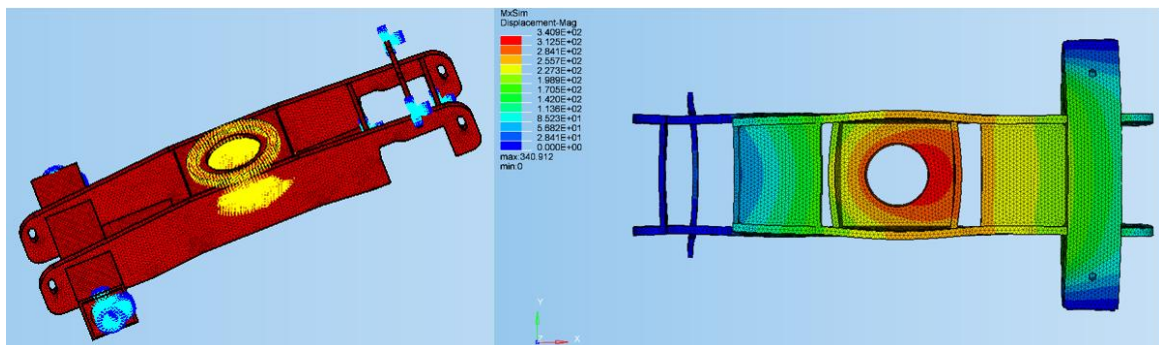 MxSim
Displacement-Mag
3.409E+02
3.125E+02
2.841E+02
2.557E+02
2.273E+02
1.989E+02
1.705E+02
1.420E+02
1.136E+02
8.523E+01
5.682E+01
2.841E+01
0.000E+00
max:340.912
min:0
Y
Z
X